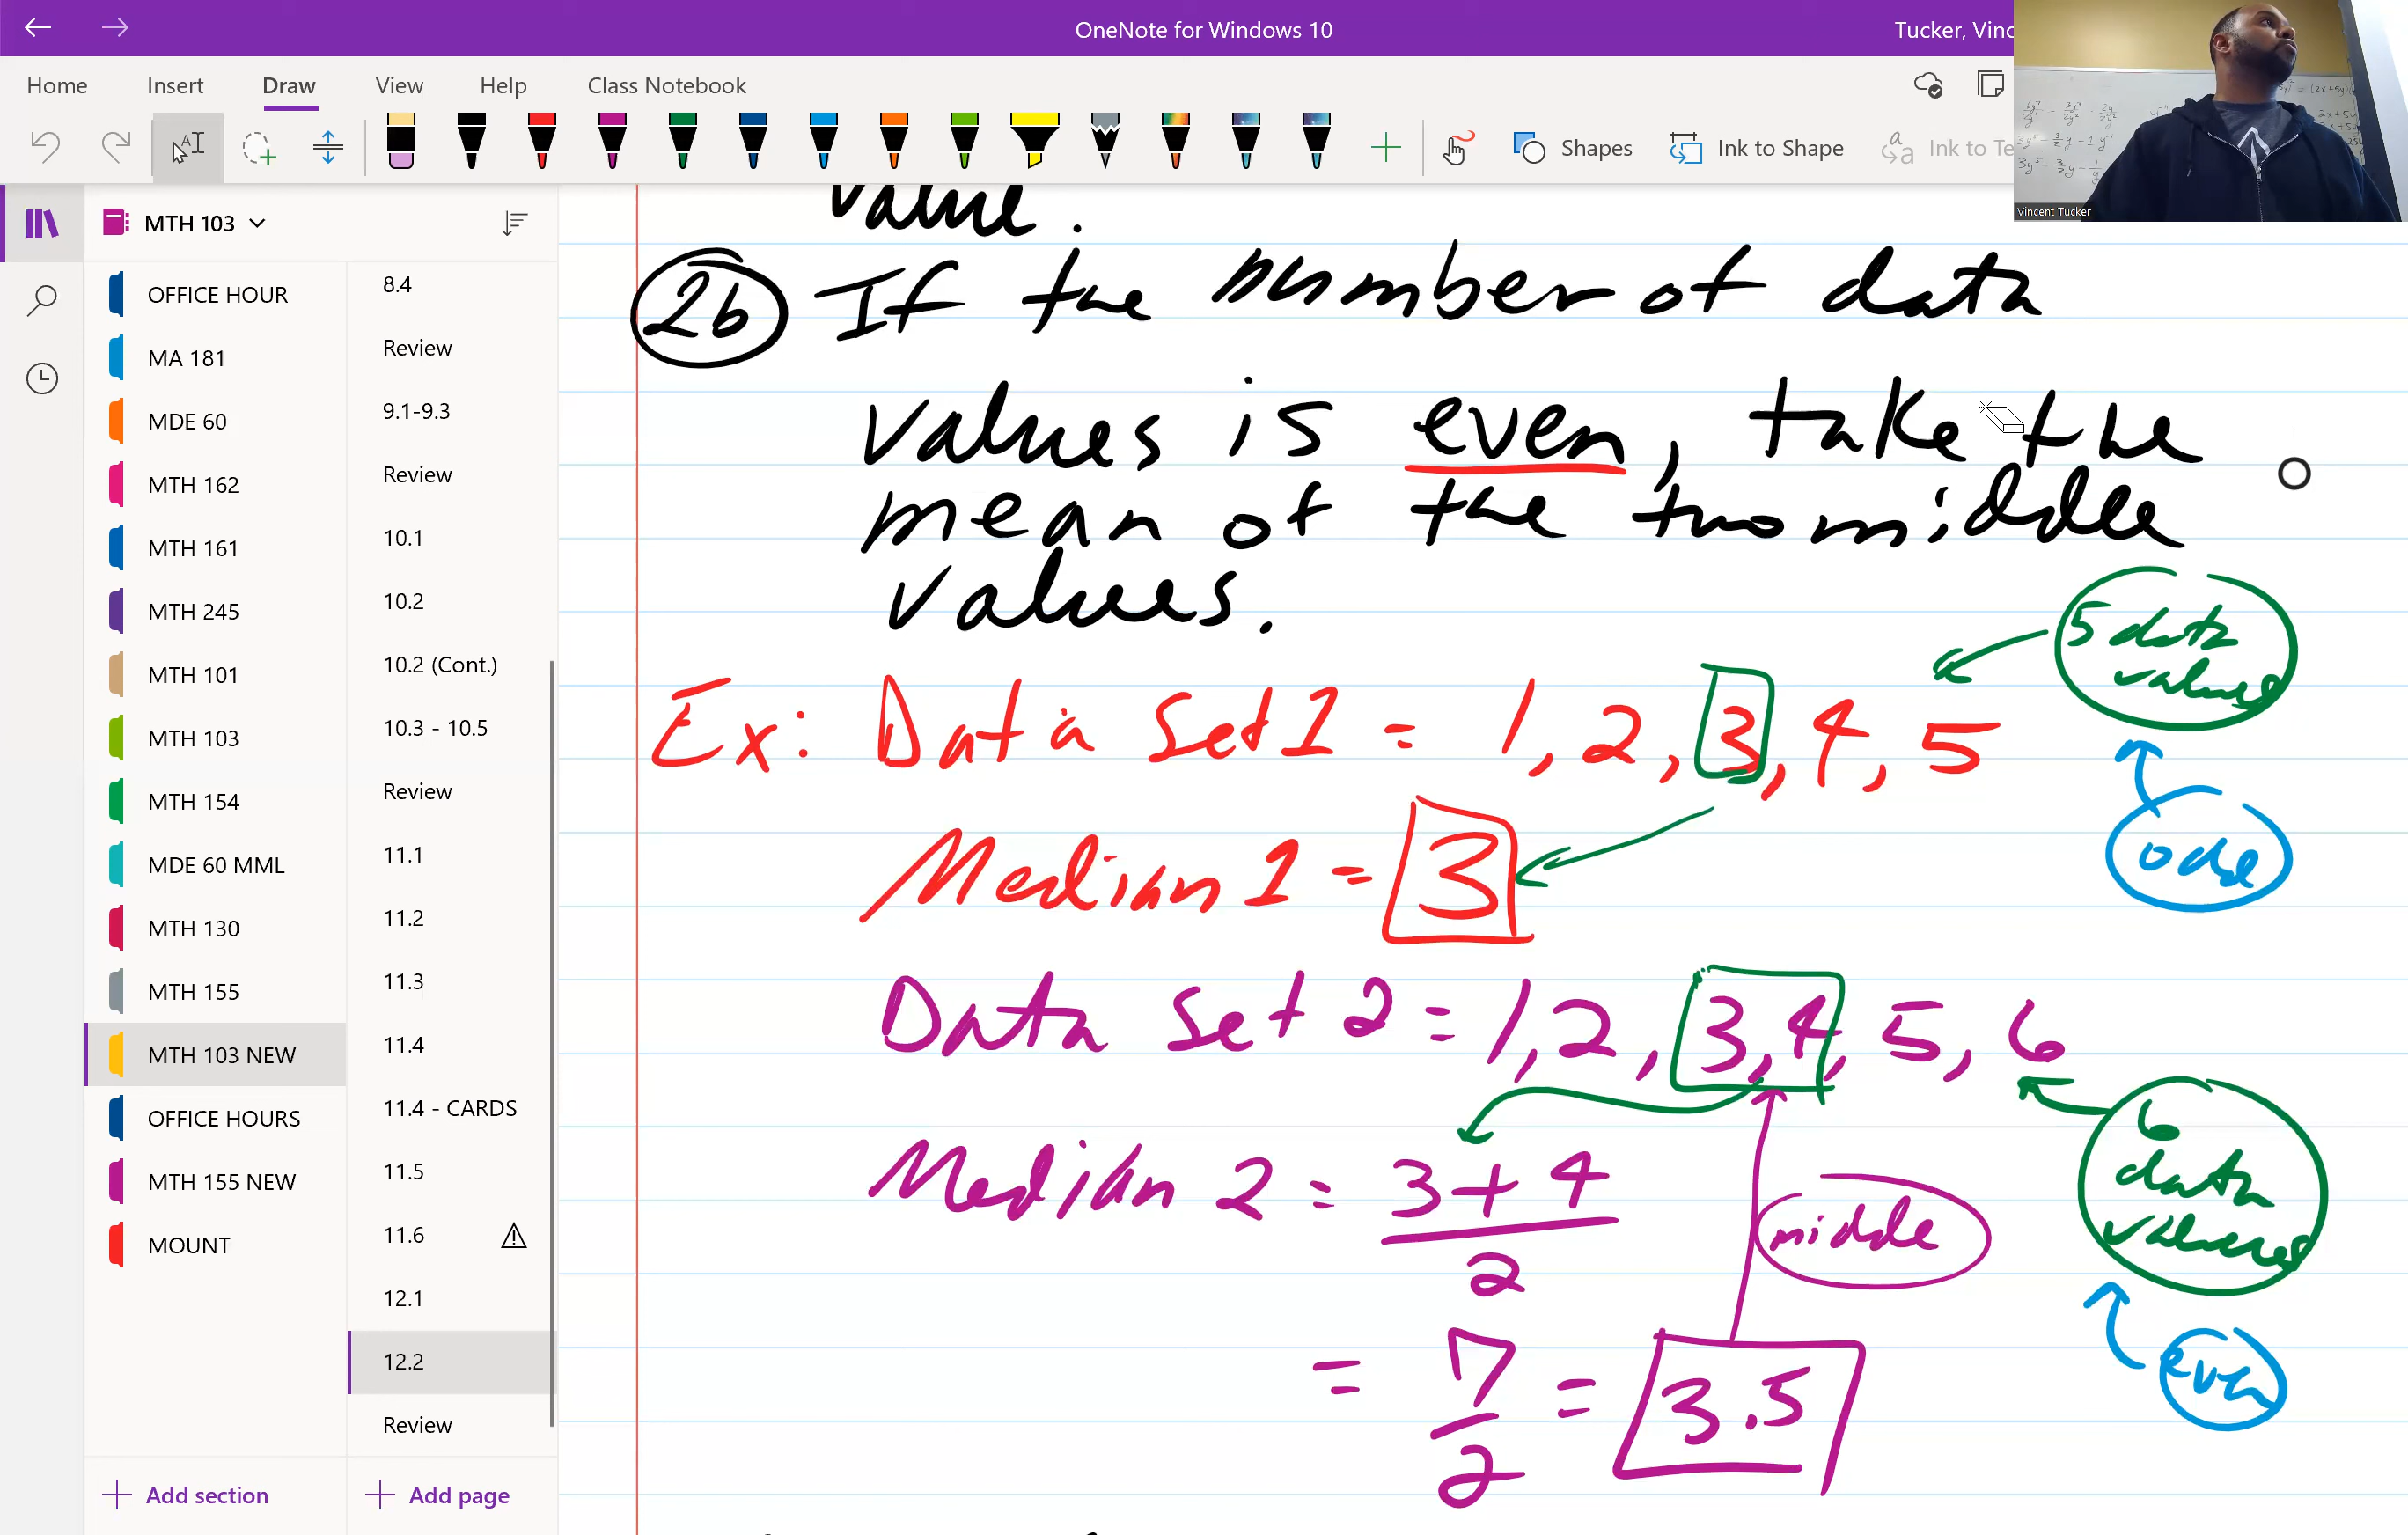 OneNote for Windows 10
Tucker, Vinc
Home Insert Draw View Help Class Notebook
Shapes Ink to Shape Ink to Te
Vincent Tucker
MTH 103
OFFICE HOUR
MA 181
MDE 60
MTH 162
MTH 161
MTH 245
MTH 101
MTH 103
MTH 154
MDE 60 MML
MTH 130
MTH 155
MTH 103 NEW
OFFICE HOURS
MTH 155 NEW
MOUNT
Add section
8.4
Review
9.1-9.3
Review
10.1
10.2
10.2 (Cont.)
10.3 - 10.5
Review
11.1
11.2
11.3
11.4
11.4 - CARDS
11.5
11.6
12.1
12.2
Review
Add page
value.
2b If the number of data
values is even, take the
mean of the two middle
values.
5 data
values
Ex: Data Set 1 = 1, 2, 3, 4, 5
odd
Median 1 = 3
Data Set 2 = 1, 2, 3, 4, 5, 6
6
data
values
Median 2 = 3 + 4
2
middle
= 7
2
= 3.5
even